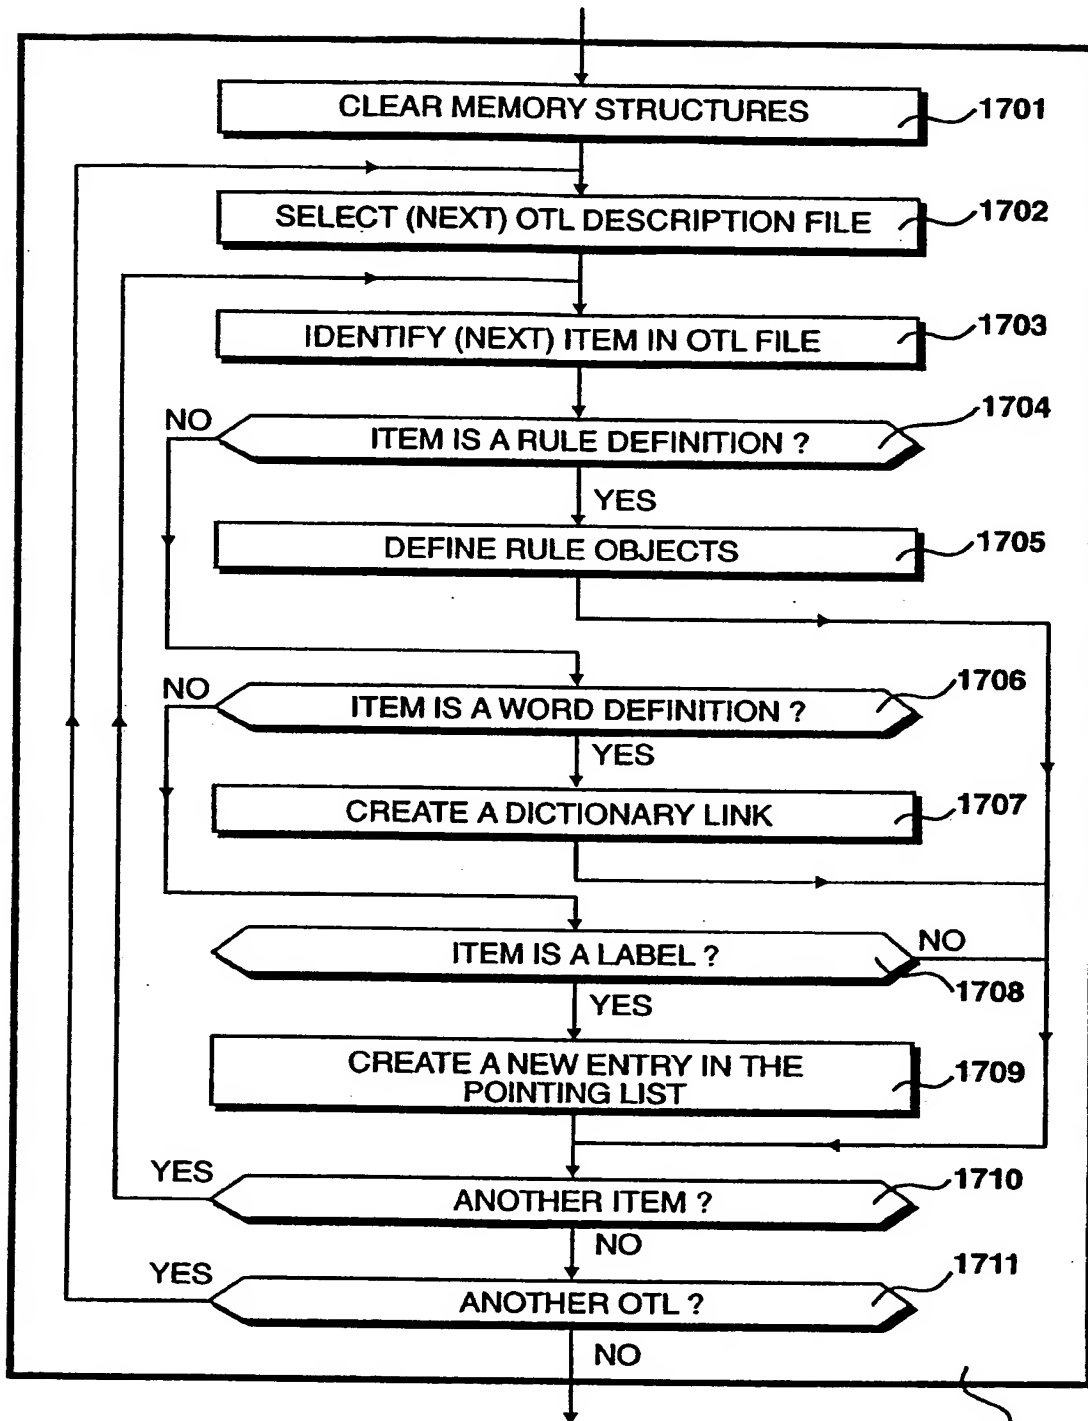 CLEAR MEMORY STRUCTURES
1701
SELECT (NEXT) OTL DESCRIPTION FILE
1702
IDENTIFY (NEXT) ITEM IN OTL FILE
1703
NO
ITEM IS A RULE DEFINITION ?
1704
YES
DEFINE RULE OBJECTS
1705
NO
ITEM IS A WORD DEFINITION ?
1706
YES
CREATE A DICTIONARY LINK
1707
ITEM IS A LABEL ?
NO
1708
YES
CREATE A NEW ENTRY IN THE
POINTING LIST
1709
YES
ANOTHER ITEM ?
1710
NO
YES
ANOTHER OTL ?
1711
NO